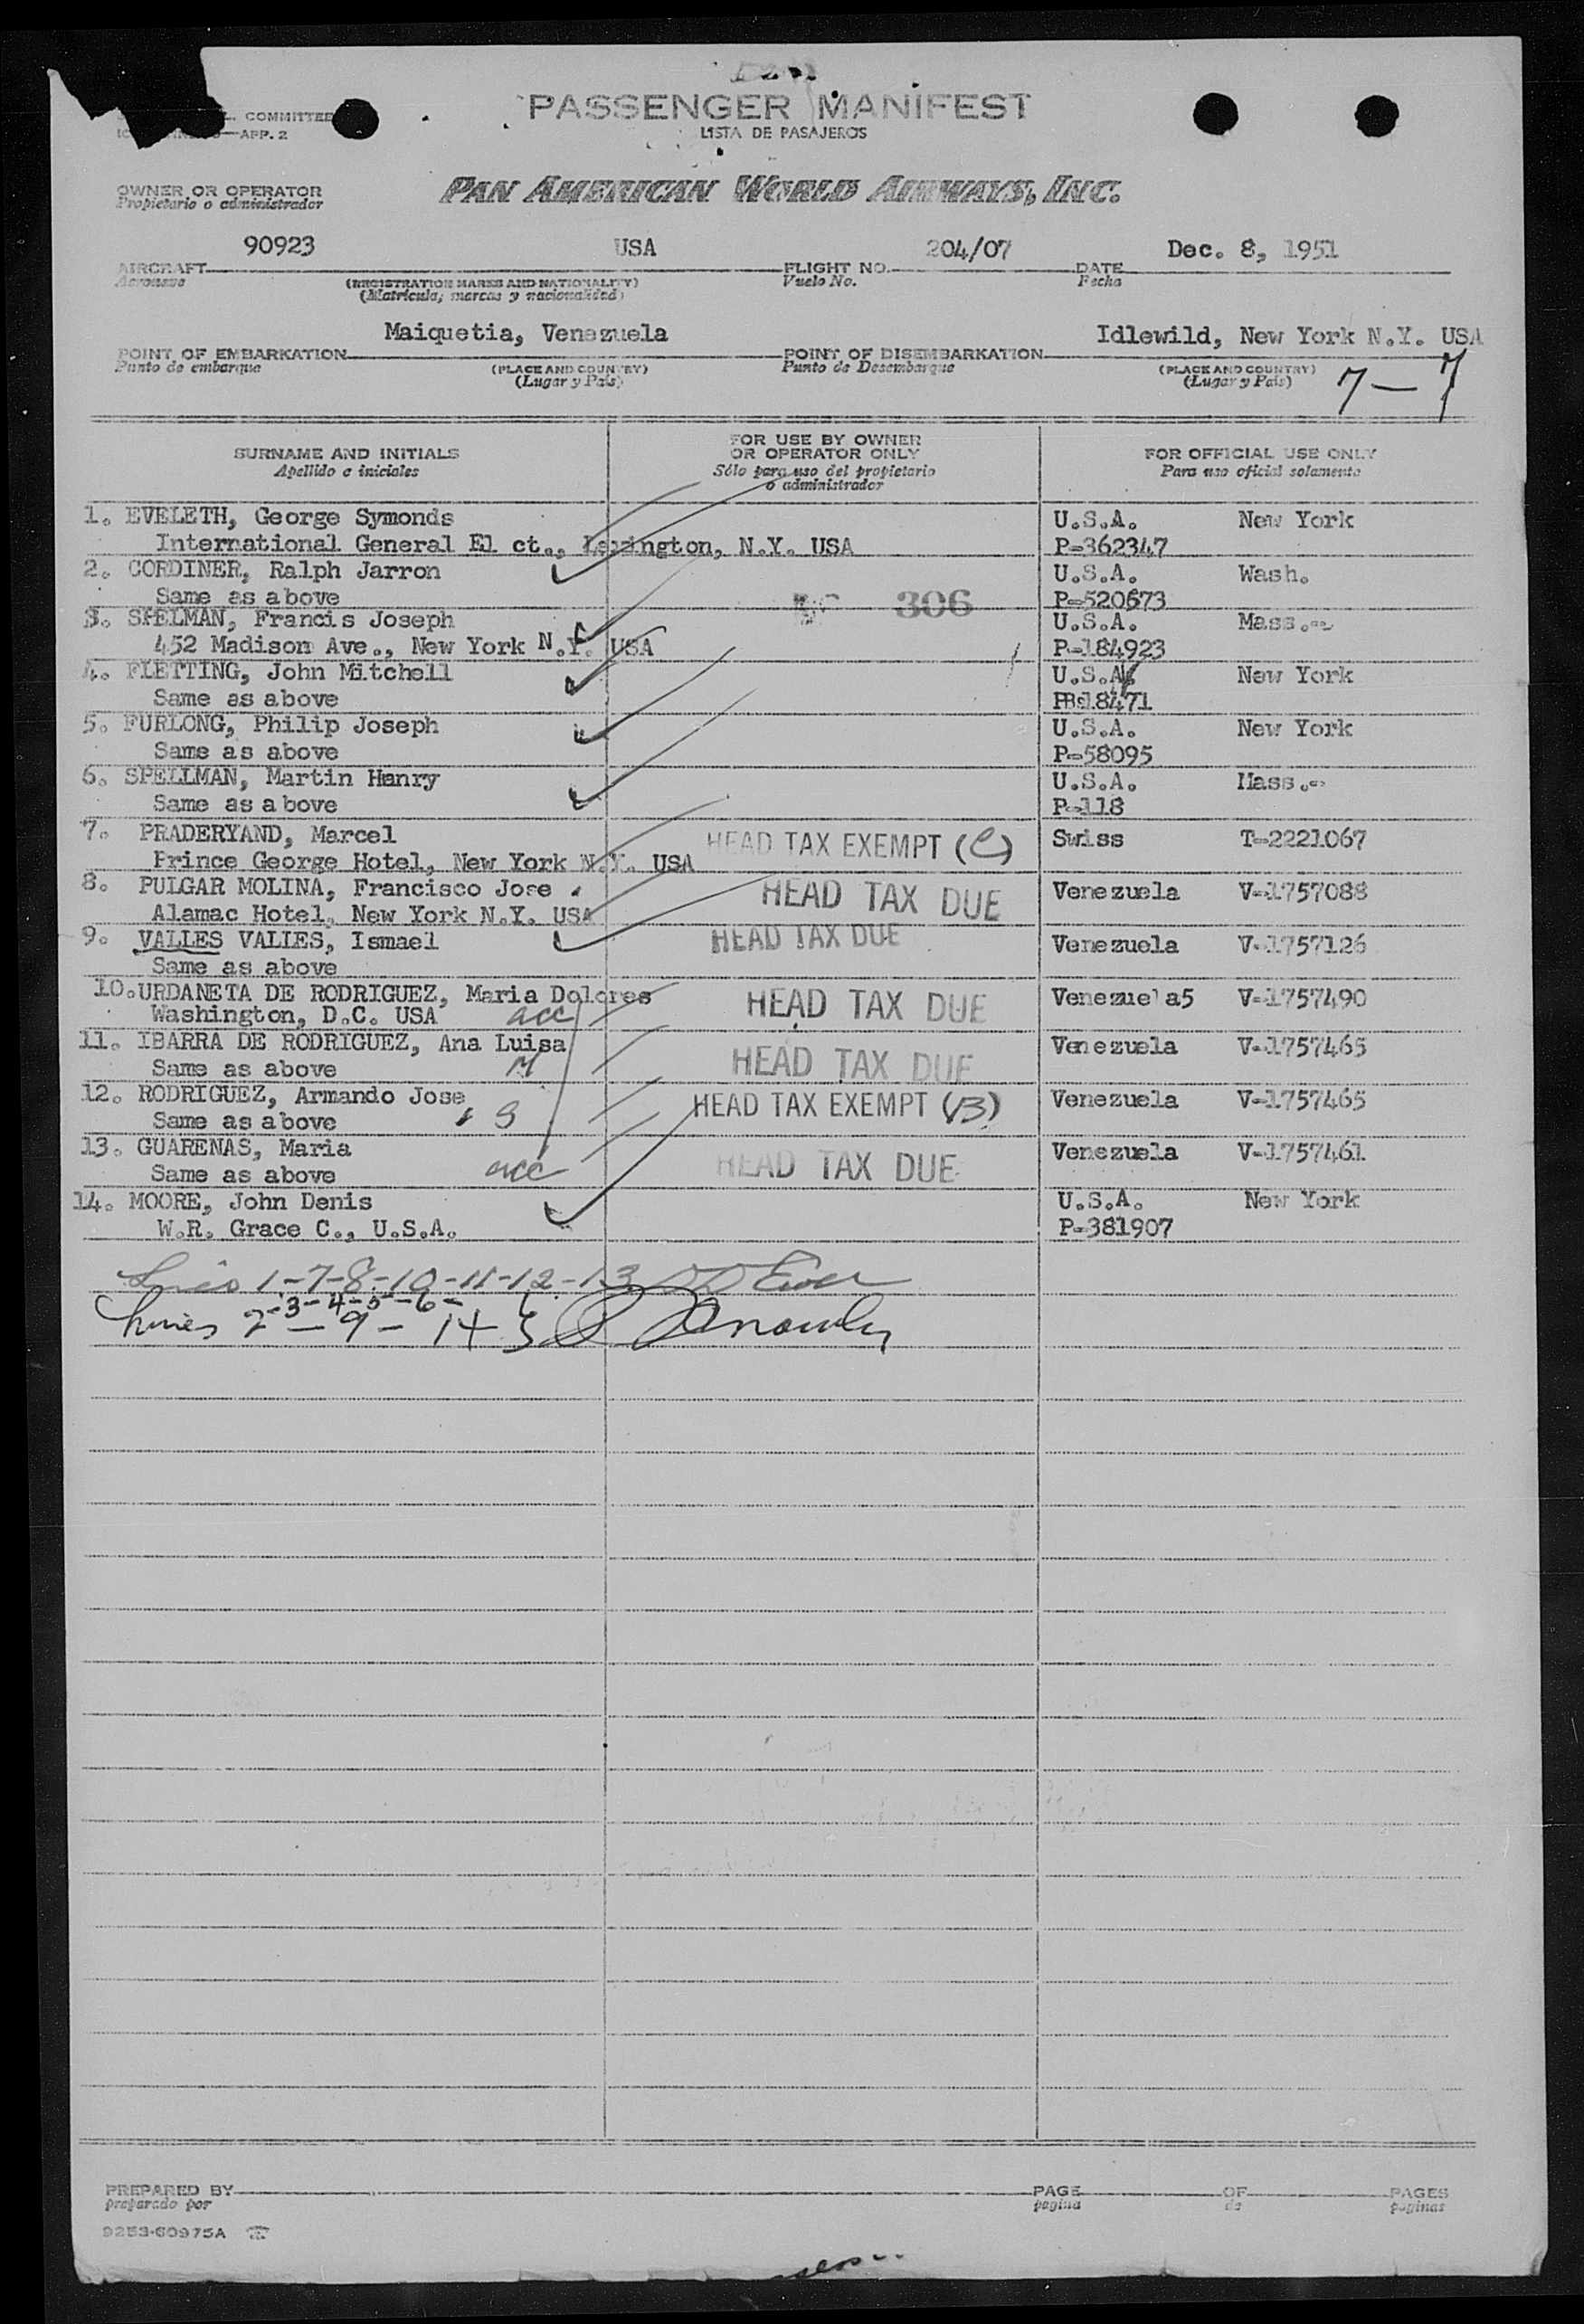 COMMITTEE
APP. 2
PASSENGER MANIFEST
LISTA DE PASAJEROS
OWNER OR OPERATOR
Propietario o administrador
PAN AMERICAN WORLD AIRWAYS, INC.
90923 USA 204/07 Dec. 8, 1951
AIRCRAFT FLIGHT NO. DATE
Aeronave (REGISTRATION MARKS AND NATIONALITY) Vuelo No. Fecha
(Matrícula, marcas y nacionalidad)
Maiquetia, Venezuela Idlewild, New York N.Y. USA
POINT OF EMBARKATION POINT OF DISEMBARKATION
Punto de embarque (PLACE AND COUNTRY) Punto de Desembarque (PLACE AND COUNTRY)
(Lugar y País) (Lugar y País) 7-7
SURNAME AND INITIALS FOR USE BY OWNER OR OPERATOR ONLY FOR OFFICIAL USE ONLY
Apellido e iniciales Sólo para uso del propietario o administrador Para uso oficial solamente
1. EVELETH, George Symonds U.S.A. New York
International General El ct., Lexington, N.Y. USA P-362347
2. CORDINER, Ralph Jarron U.S.A. Wash.
Same as above 306 P-520673
3. SPELMAN, Francis Joseph U.S.A. Mass.--
452 Madison Ave., New York N.Y. USA P-184923
4. FLETTING, John Mitchell U.S.A. New York
Same as above 18471
5. FURLONG, Philip Joseph U.S.A. New York
Same as above P-58095
6. SPELLMAN, Martin Henry U.S.A. Mass.--
Same as above P-118
7. PRADERYAND, Marcel HEAD TAX EXEMPT (C) Swiss T-2221067
Prince George Hotel, New York N.Y. USA
8. PULGAR MOLINA, Francisco Jose HEAD TAX DUE Venezuela V-1757088
Alamac Hotel, New York N.Y. USA
9. VALLES VALLES, Ismael HEAD TAX DUE Venezuela V-1757126
Same as above
10. URDANETA DE RODRIGUEZ, Maria Dolores HEAD TAX DUE Venezuela5 V-1757490
Washington, D.C. USA acc
11. IBARRA DE RODRIGUEZ, Ana Luisa HEAD TAX DUE Venezuela V-1757465
Same as above M
12. RODRIGUEZ, Armando Jose HEAD TAX EXEMPT (B) Venezuela V-1757465
Same as above S
13. GUARENAS, Maria HEAD TAX DUE Venezuela V-1757461
Same as above acc
14. MOORE, John Denis U.S.A. New York
W.R. Grace C., U.S.A. P-381907
Lines 1-7-8-10-11-12-13
Lines 2-3-4-5-6-9-14
PREPARED BY PAGE OF PAGES
preparado por página de páginas
9253-60975A